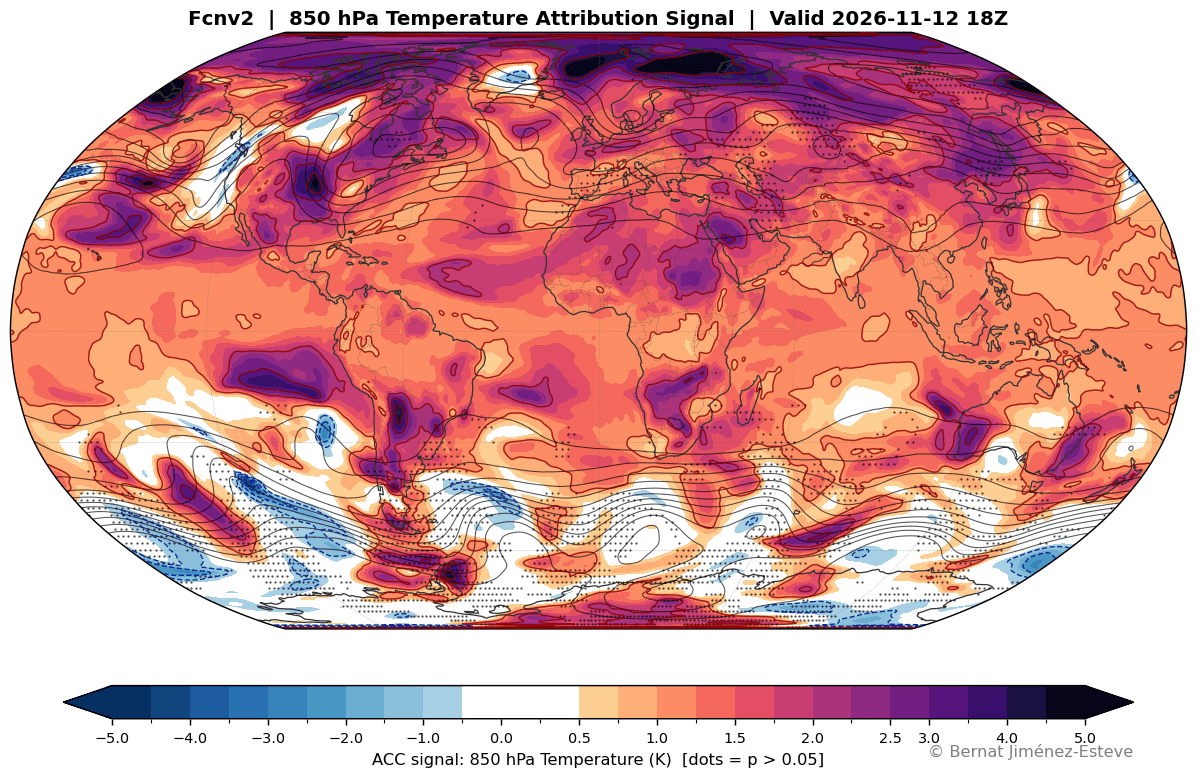 Fcnv2 | 850 hPa Temperature Attribution Signal | Valid 2026-11-12 18Z
−5.0 −4.0 −3.0 −2.0 −1.0 0.0 0.5 1.0 1.5 2.0 2.5 3.0 4.0 5.0
ACC signal: 850 hPa Temperature (K) [dots = p > 0.05]
© Bernat Jiménez-Esteve